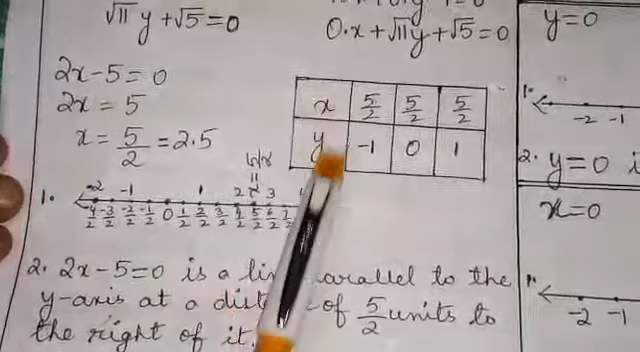 √11 y + √5 = 0
0·x + √11 y + √5 = 0
2x - 5 = 0
2x = 5
x = 5/2 = 2·5
x 5/2 5/2 5/2
y -1 0 1
1. -2 -1 1 2 3
-4/2 -3/2 -2/2 -1/2 0 1/2 2/2 3/2 4/2 5/2 6/2 7/2
2. 2x - 5 = 0 is a parallel to the
y-axis at a of 5/2 units to
the right of it.
y = 0
1. -2 -1
2. y = 0
x = 0
1. -2 -1